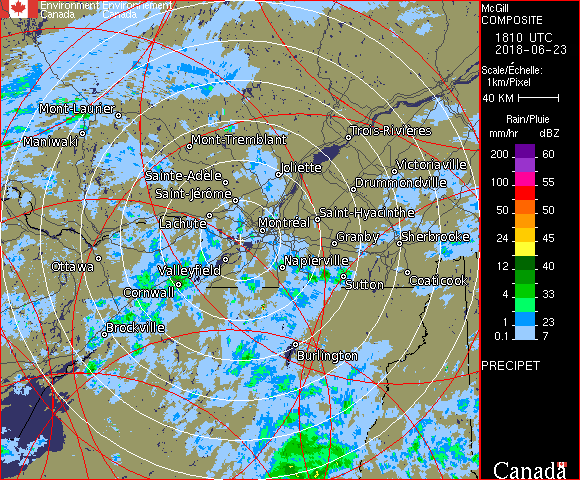 Environment Environnement
Canada Canada
McGill
COMPOSITE
1810 UTC
2018-06-23
Scale/Échelle:
1km/Pixel
40 KM
Rain/Pluie
mm/hr dBZ
200 60
100 55
50 50
24 45
12 40
4 33
1 23
0.1 7
PRECIPET
Canada
Mont-Laurier
Maniwaki
Mont-Tremblant
Trois-Rivières
Joliette
Victoriaville
Sainte-Adèle
Drummondville
Saint-Jérôme
Lachute
Saint-Hyacinthe
Montréal
Granby
Sherbrooke
Ottawa
Valleyfield
Napierville
Cornwall
Sutton
Coaticook
Brockville
Burlington